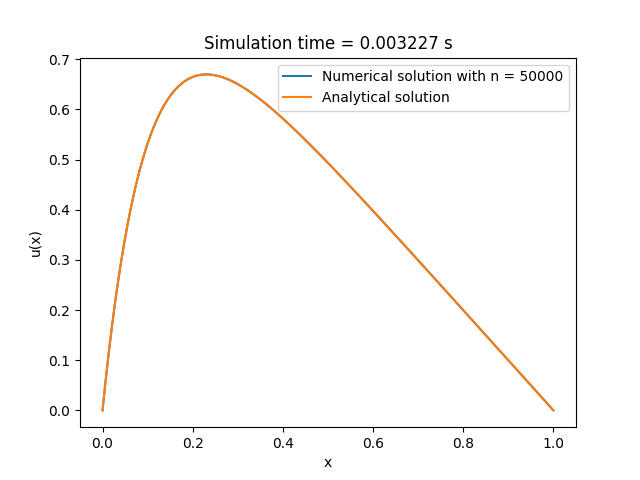 Simulation time = 0.003227 s
Numerical solution with n = 50000
Analytical solution
u(x)
0.7
0.6
0.5
0.4
0.3
0.2
0.1
0.0
0.0 0.2 0.4 0.6 0.8 1.0
x